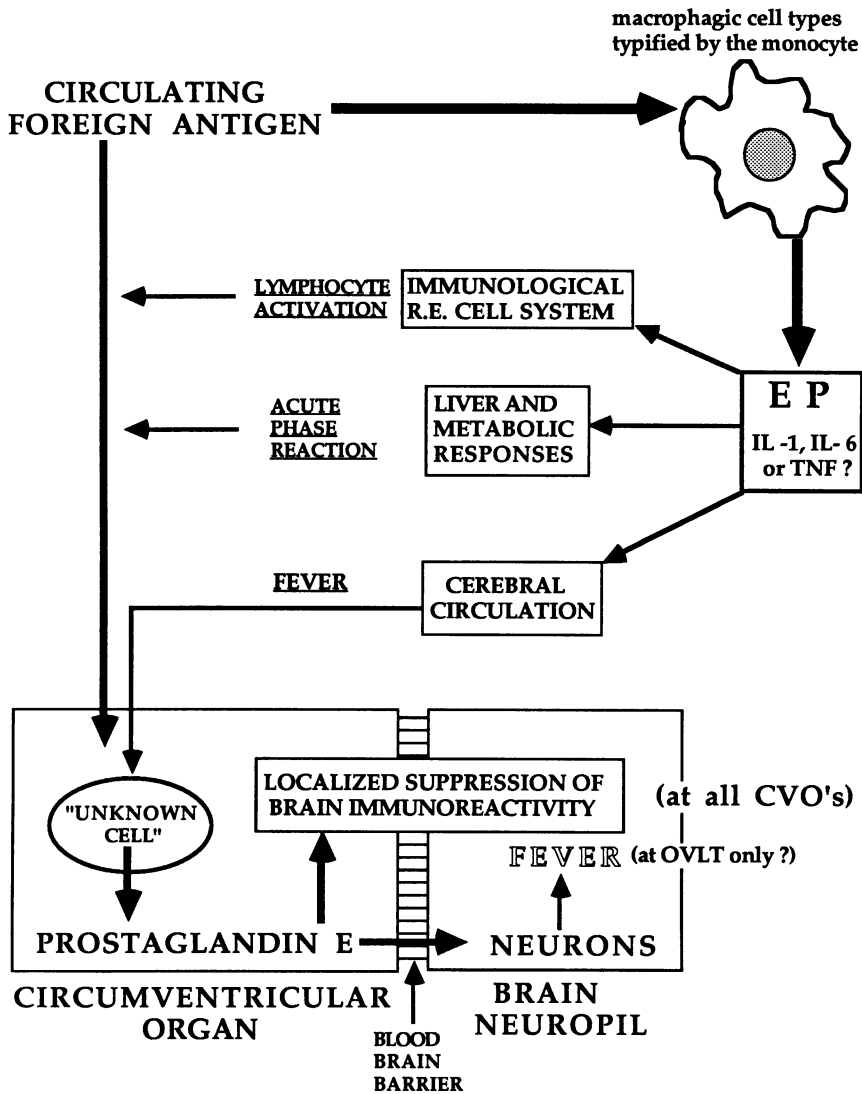 macrophagic cell types
typified by the monocyte
CIRCULATING
FOREIGN ANTIGEN
LYMPHOCYTE
ACTIVATION
IMMUNOLOGICAL
R.E. CELL SYSTEM
E P
IL -1, IL- 6
or TNF ?
ACUTE
PHASE
REACTION
LIVER AND
METABOLIC
RESPONSES
FEVER
CEREBRAL
CIRCULATION
LOCALIZED SUPPRESSION OF
BRAIN IMMUNOREACTIVITY
(at all CVO's)
"UNKNOWN
CELL"
FEVER (at OVLT only ?)
PROSTAGLANDIN E
NEURONS
CIRCUMVENTRICULAR
ORGAN
BRAIN
NEUROPIL
BLOOD
BRAIN
BARRIER